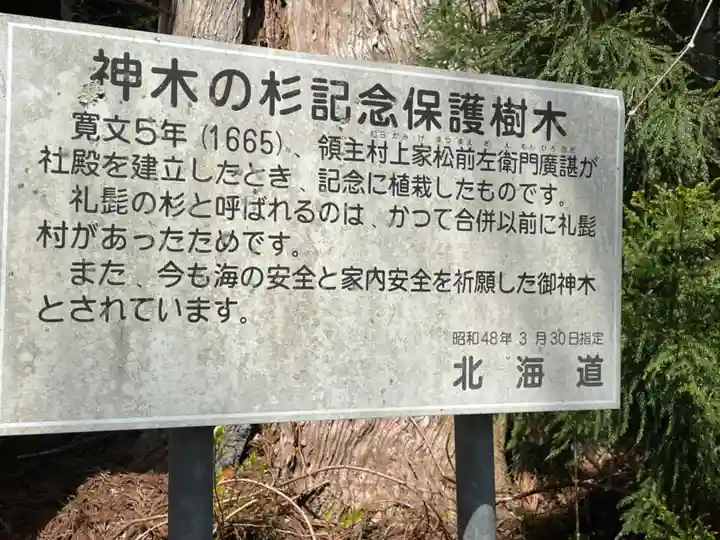 神木の杉記念保護樹木
寛文5年(1665)、領主村上家松前左衛門廣諶が
社殿を建立したとき、記念に植栽したものです。
礼髭の杉と呼ばれるのは、かつて合併以前に礼髭
村があったためです。
また、今も海の安全と家内安全を祈願した御神木
とされています。
昭和48年3月30日指定
北海道